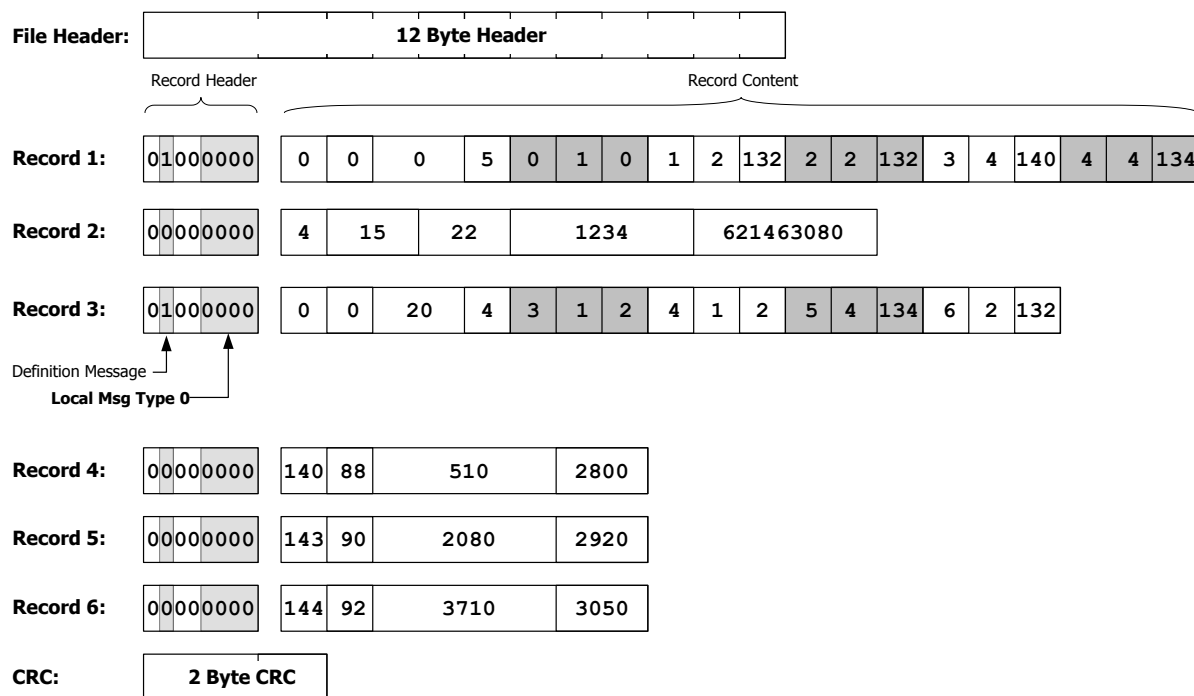 File Header: 12 Byte Header
Record Header Record Content
Record 1: 01000000 0 0 0 5 0 1 0 1 2 132 2 2 132 3 4 140 4 4 134
Record 2: 00000000 4 15 22 1234 621463080
Record 3: 01000000 0 0 20 4 3 1 2 4 1 2 5 4 134 6 2 132
Definition Message
Local Msg Type 0
Record 4: 00000000 140 88 510 2800
Record 5: 00000000 143 90 2080 2920
Record 6: 00000000 144 92 3710 3050
CRC: 2 Byte CRC